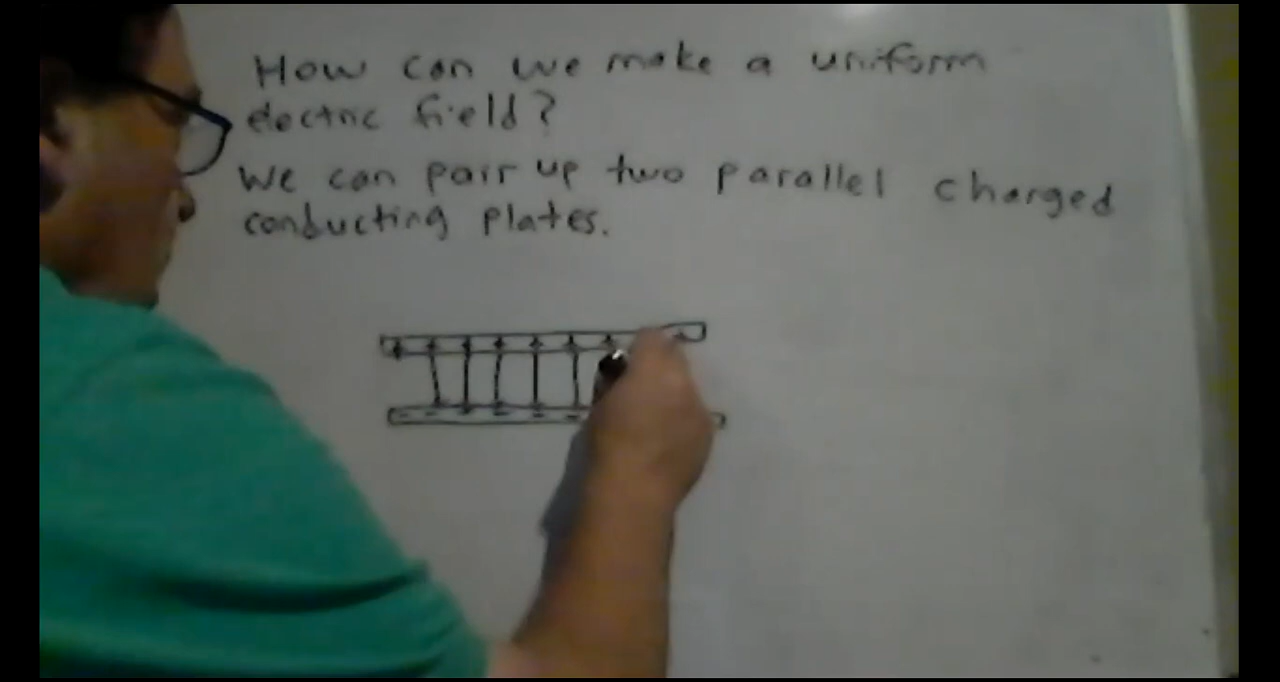 How can we make a uniform
electric field?
We can pair up two parallel charged
conducting plates.